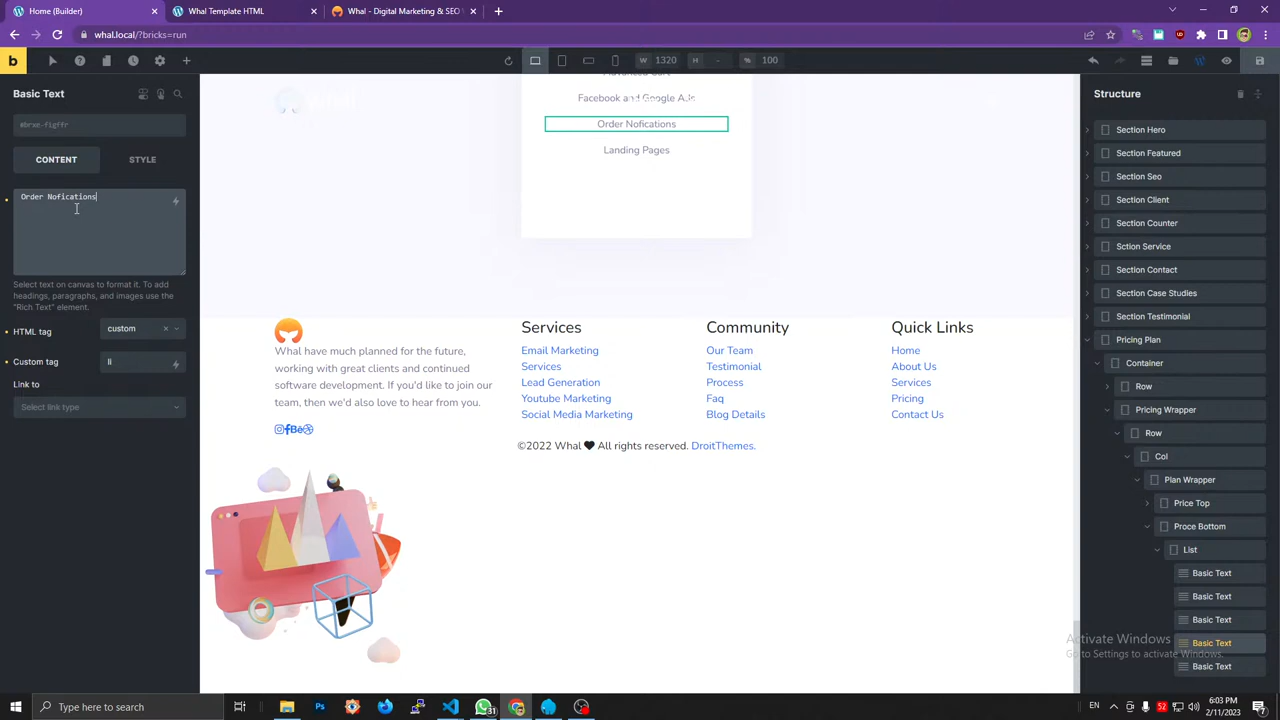 Home (Builder)
Whal Template HTML
Whal - Digital Marketing & SEO
whal.local/?bricks=run
b
W 1320 H - % 100
Basic Text
Structure
#brxe-figffr
CONTENT STYLE
Order Nofications
Select text on canvas to format it. To add
headings, paragraphs, and images use the
"Rich Text" element.
HTML tag custom
Custom tag li
Link to
Select link type
Advanced Cart
Facebook and Google Ads
Order Nofications
Landing Pages
Whal have much planned for the future,
working with great clients and continued
software development. If you'd like to join our
team, then we'd also love to hear from you.
Services
Email Marketing
Services
Lead Generation
Youtube Marketing
Social Media Marketing
Community
Our Team
Testimonial
Process
Faq
Blog Details
Quick Links
Home
About Us
Services
Pricing
Contact Us
©2022 Whal All rights reserved. DroitThemes.
Section Hero
Section Featured
Section Seo
Section Client
Section Counter
Sction Service
Section Contact
Section Case Studies
Section Testimonial
Pricing Plan
Container
Row
Pricing Wrapper
Row
Col
Plan Wrapper
Price Top
Proce Bottom
List
Basic Text
Basic Text
Basic Text
Basic Text
Basic Text
Activate Windows
Go to Settings to activate Windows.
Type here to search
31
EN
52
6:03 PM
2/11/2023